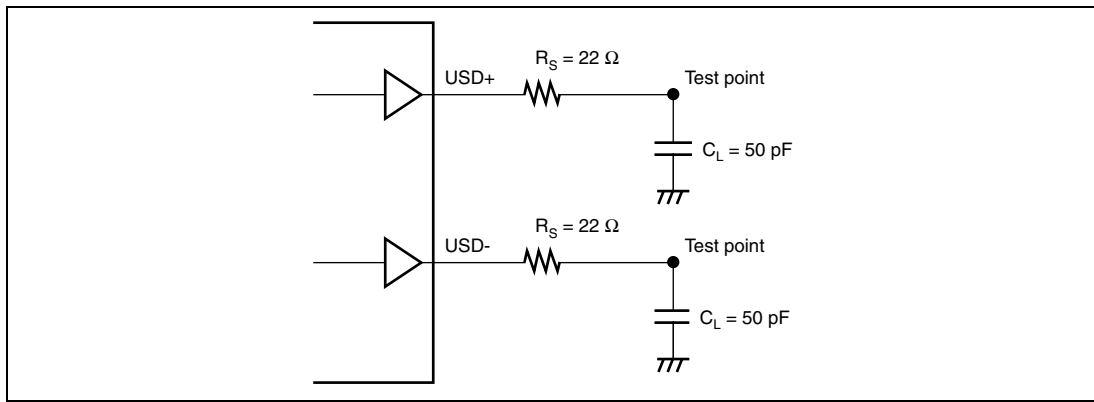 R_S = 22 Ω
USD+
Test point
C_L = 50 pF
R_S = 22 Ω
USD-
Test point
C_L = 50 pF